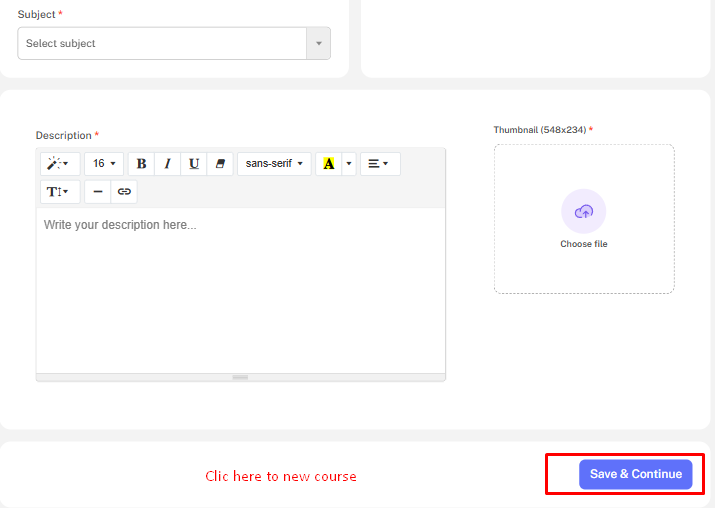 Subject *
Select subject
Description *
Thumbnail (548x234) *
16 B I U sans-serif A
T
Write your description here...
Choose file
Clic here to new course
Save & Continue